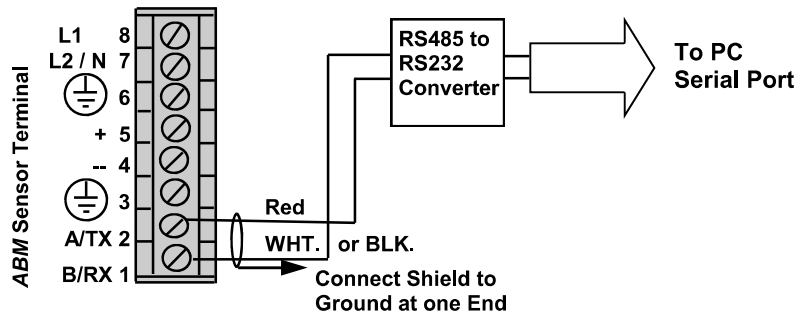 ABM Sensor Terminal
L1 8
L2 / N 7
6
+ 5
-- 4
3
A/TX 2
B/RX 1
Red
WHT. or BLK.
Connect Shield to
Ground at one End
RS485 to
RS232
Converter
To PC
Serial Port